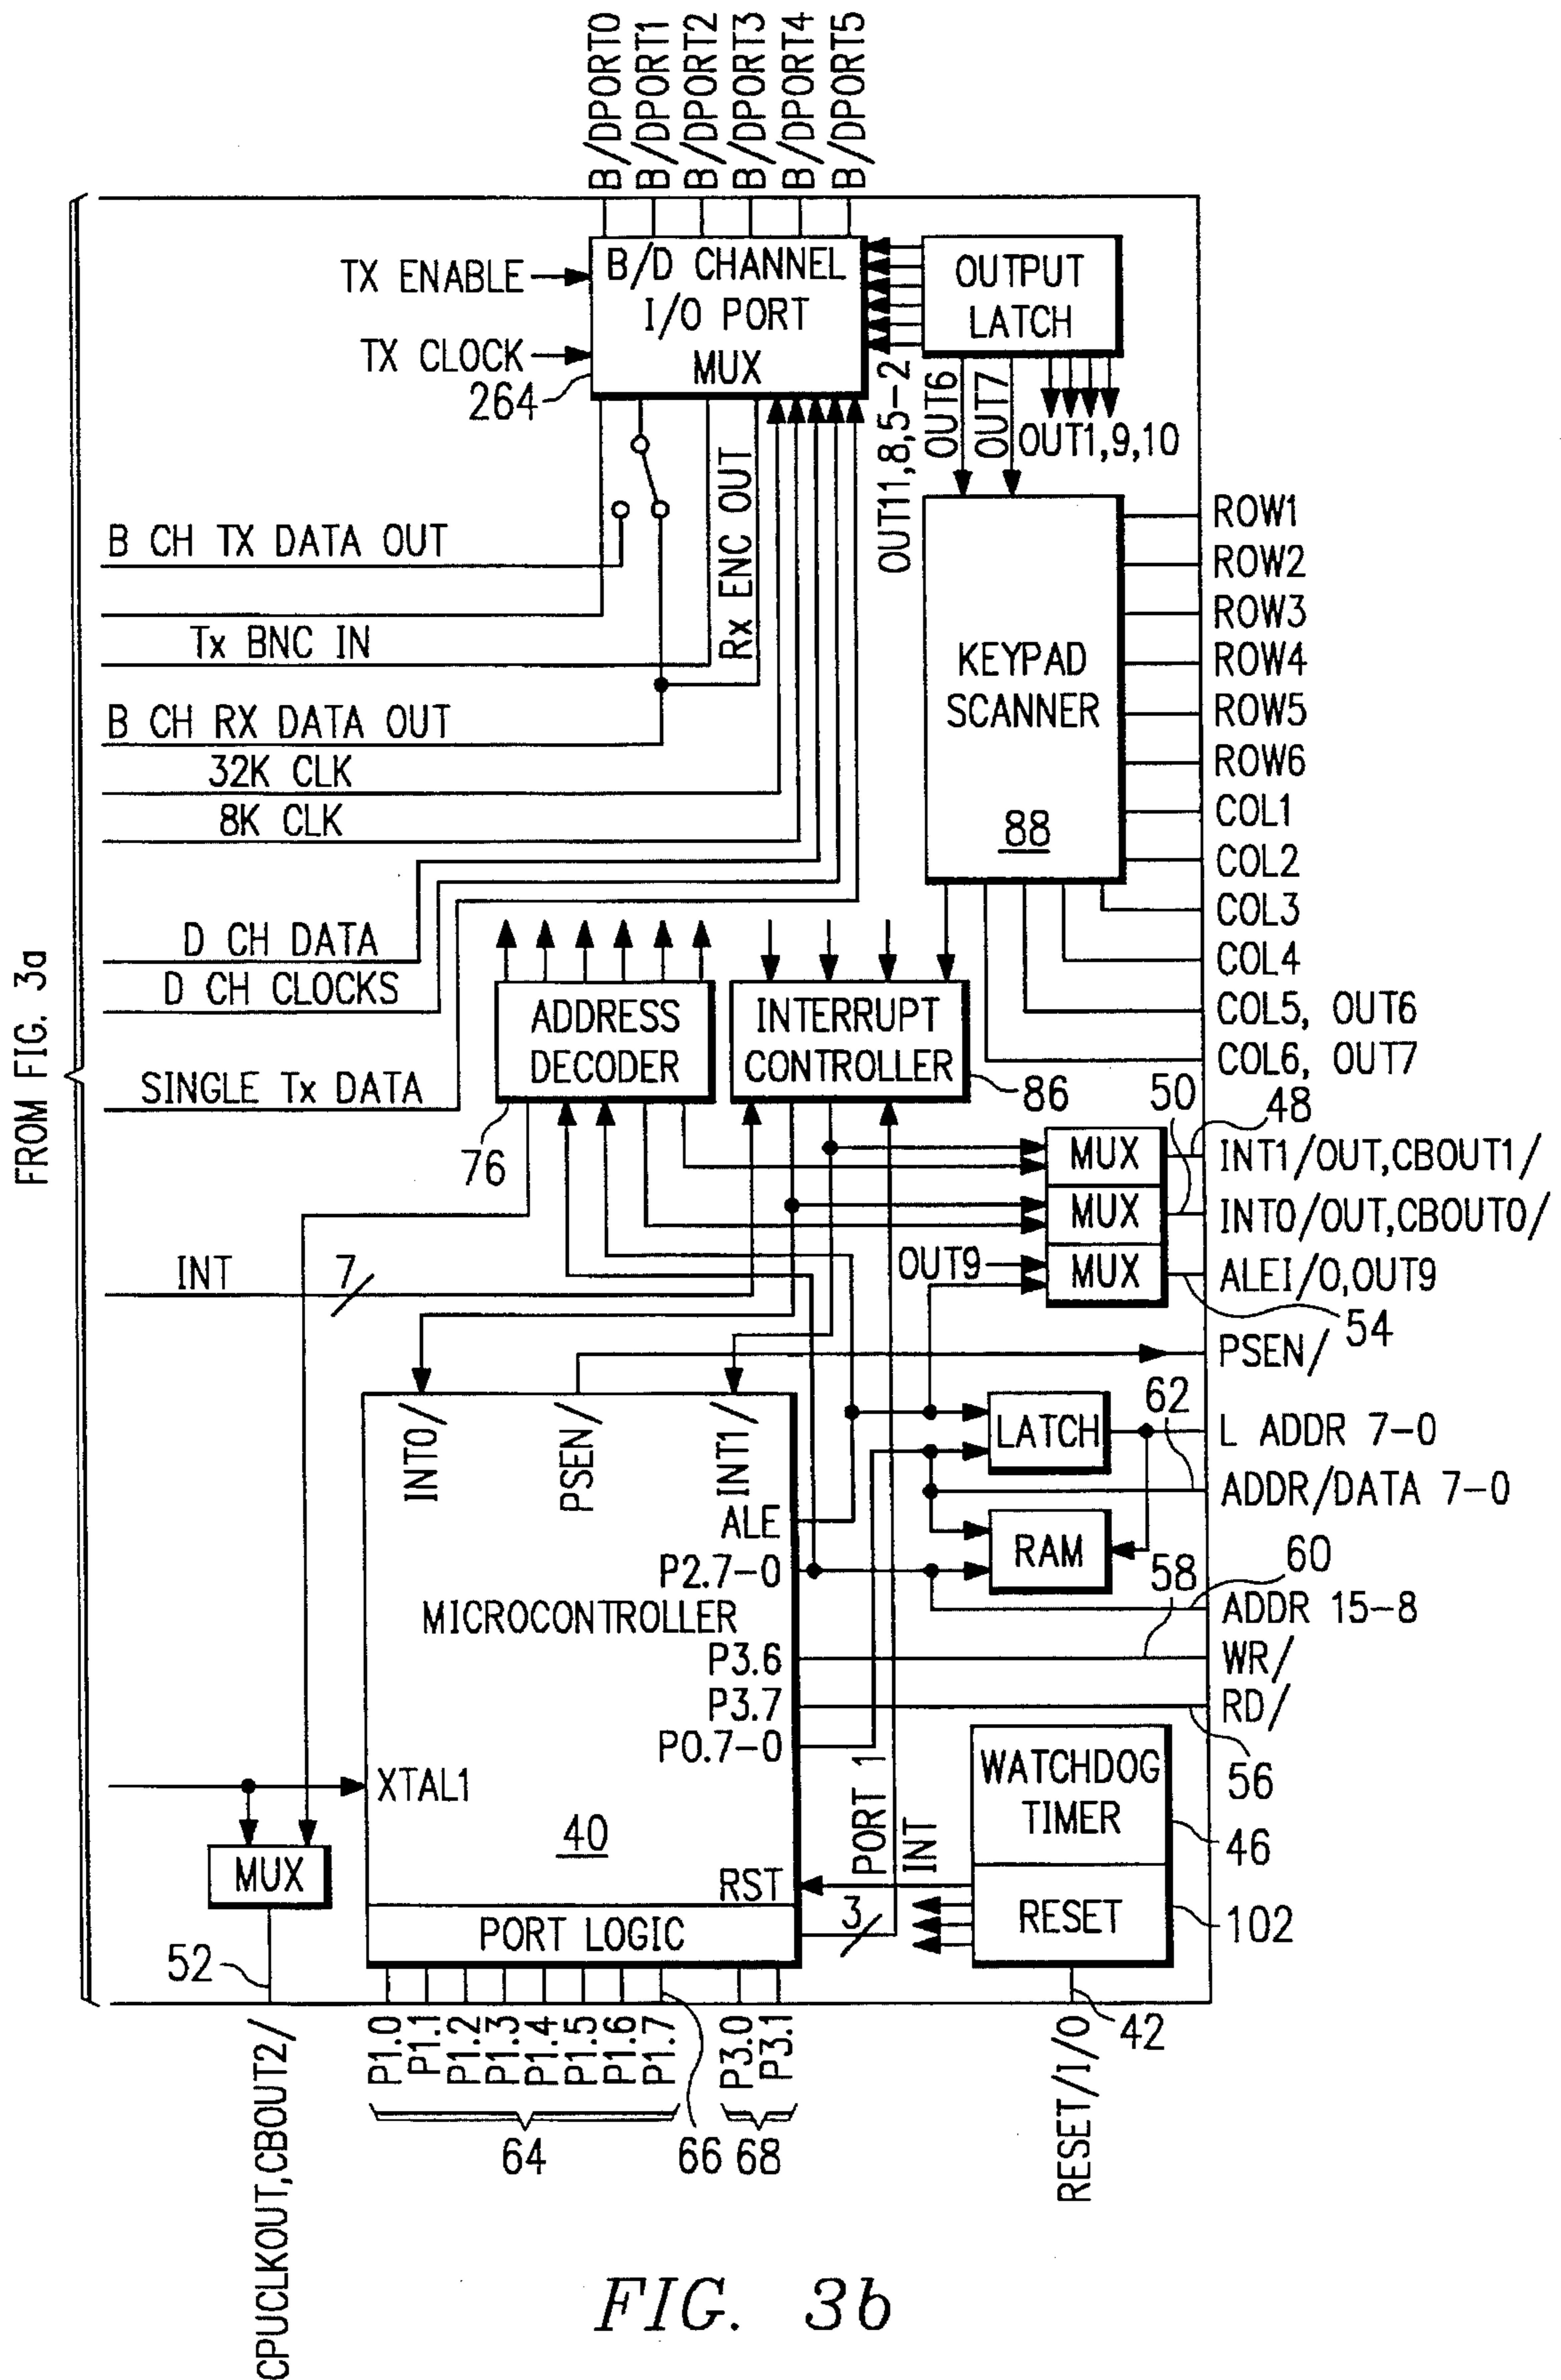 B/DPORT0
B/DPORT1
B/DPORT2
B/DPORT3
B/DPORT4
B/DPORT5
FROM FIG. 3a
TX ENABLE
TX CLOCK
264
B/D CHANNEL
I/O PORT
MUX
OUTPUT
LATCH
OUT11,8,5-2
OUT6
OUT7
OUT1,9,10
B CH TX DATA OUT
Tx BNC IN
Rx ENC OUT
B CH RX DATA OUT
32K CLK
8K CLK
D CH DATA
D CH CLOCKS
SINGLE Tx DATA
KEYPAD
SCANNER
88
ROW1
ROW2
ROW3
ROW4
ROW5
ROW6
COL1
COL2
COL3
COL4
COL5, OUT6
COL6, OUT7
ADDRESS
DECODER
76
INTERRUPT
CONTROLLER
86
50
48
MUX
INT1/OUT,CBOUT1/
MUX
INT0/OUT,CBOUT0/
OUT9
MUX
ALEI/O,OUT9
54
INT
7
PSEN/
INT0/
PSEN/
INT1/
LATCH
62
L ADDR 7-0
ADDR/DATA 7-0
ALE
RAM
P2.7-0
58
60
ADDR 15-8
MICROCONTROLLER
P3.6
WR/
P3.7
RD/
P0.7-0
56
XTAL1
40
PORT 1
INT
WATCHDOG
TIMER
46
MUX
RST
RESET
102
PORT LOGIC
3
52
42
P1.0
P1.1
P1.2
P1.3
P1.4
P1.5
P1.6
P1.7
P3.0
P3.1
64
66
68
CPUCLKOUT,CBOUT2/
RESET/I/O
FIG. 3b